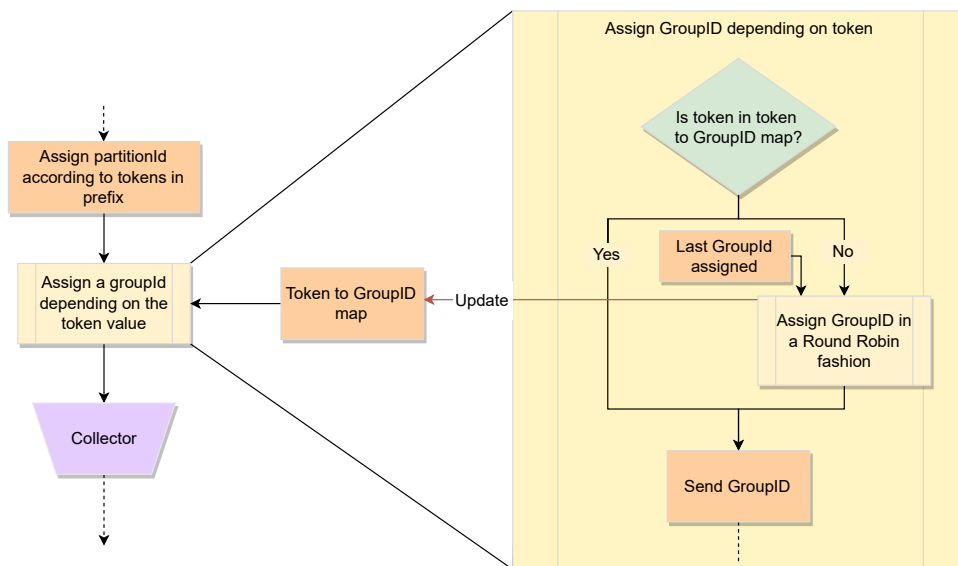 Assign GroupID depending on token
Is token in token
to GroupID map?
Assign partitionId
according to tokens in
prefix
Yes
Last GroupId
assigned
No
Assign a groupId
depending on the
token value
Token to GroupID
map
Update
Assign GroupID in
a Round Robin
fashion
Collector
Send GroupID